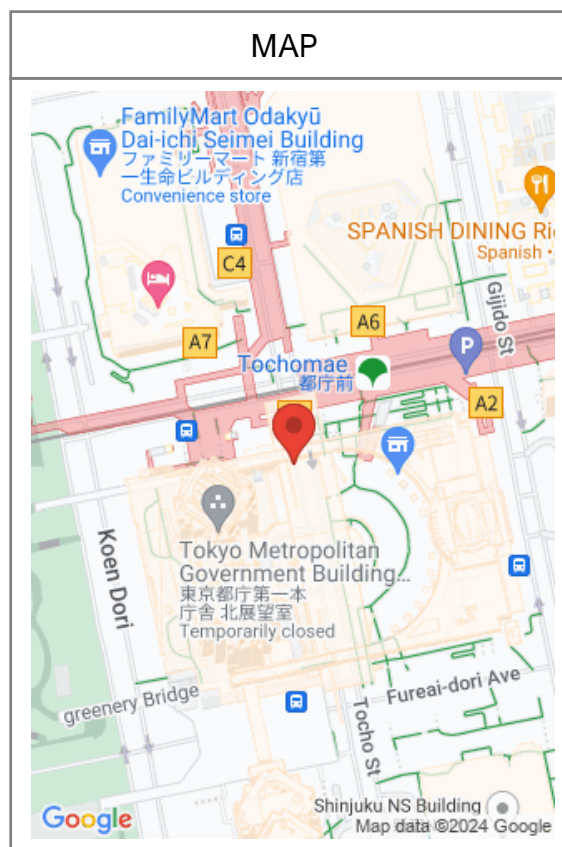 MAP
FamilyMart Odakyū
Dai-ichi Seimei Building
ファミリーマート 新宿第
一生命ビルディング店
Convenience store
SPANISH DINING Ri
Spanish •
C4
Gijido St
A6
A7
P
Tochomae
都庁前
A2
Koen Dori
Tokyo Metropolitan
Government Building...
東京都庁第一本
庁舎 北展望室
Temporarily closed
greenery Bridge
Fureai-dori Ave
Tocho St
Shinjuku NS Building
Google
Map data ©2024 Google